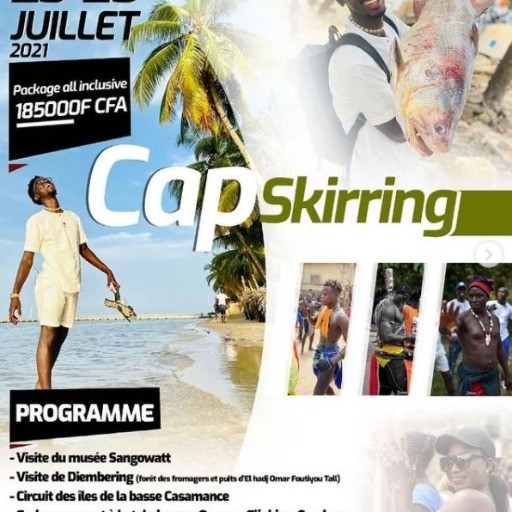 JUILLET
2021
Package all inclusive
185000F CFA
Cap Skirring
PROGRAMME
- Visite du musée Sangowatt
- Visite de Diembering (forêt des fromagers et puits d'El hadj Omar Foutiyou Tall)
- Circuit des iles de la basse Casamance